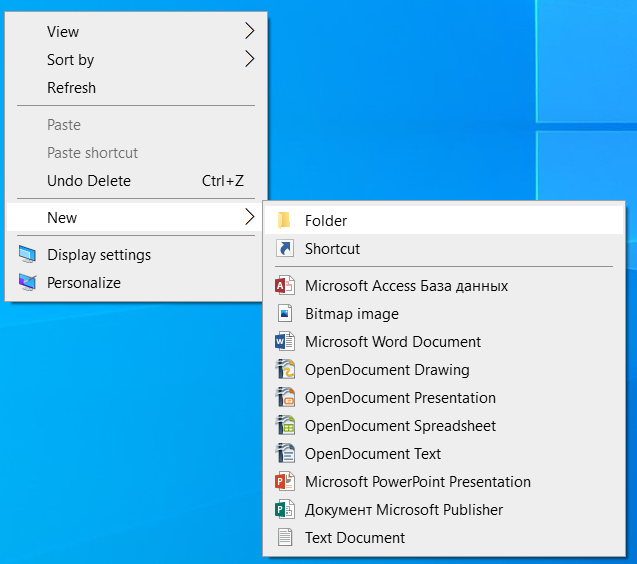 View
Sort by
Refresh
Paste
Paste shortcut
Undo Delete Ctrl+Z
New
Display settings
Personalize
Folder
Shortcut
Microsoft Access База данных
Bitmap image
Microsoft Word Document
OpenDocument Drawing
OpenDocument Presentation
OpenDocument Spreadsheet
OpenDocument Text
Microsoft PowerPoint Presentation
Документ Microsoft Publisher
Text Document